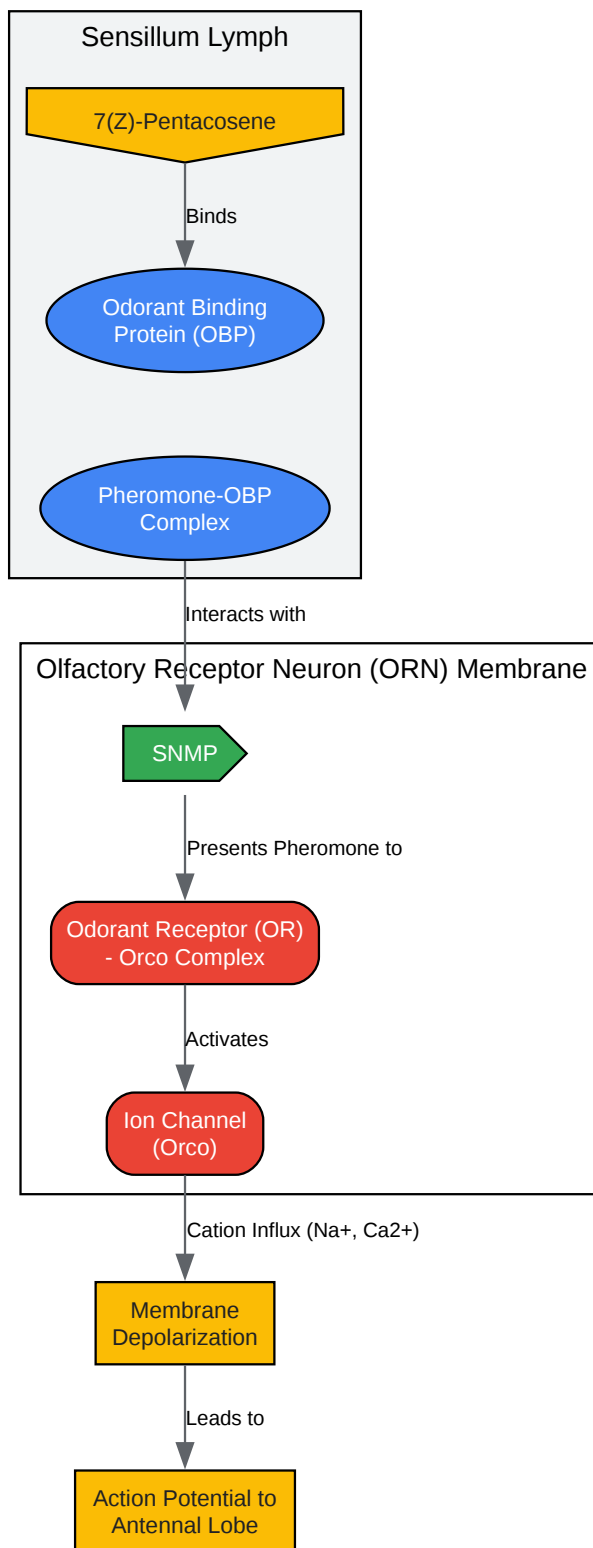 Sensillum Lymph
7(Z)-Pentacosene
Binds
Odorant Binding
Protein (OBP)
Pheromone-OBP
Complex
Interacts with
Olfactory Receptor Neuron (ORN) Membrane
SNMP
Presents Pheromone to
Odorant Receptor (OR)
- Orco Complex
Activates
Ion Channel
(Orco)
Cation Influx (Na+, Ca2+)
Membrane
Depolarization
Leads to
Action Potential to
Antennal Lobe